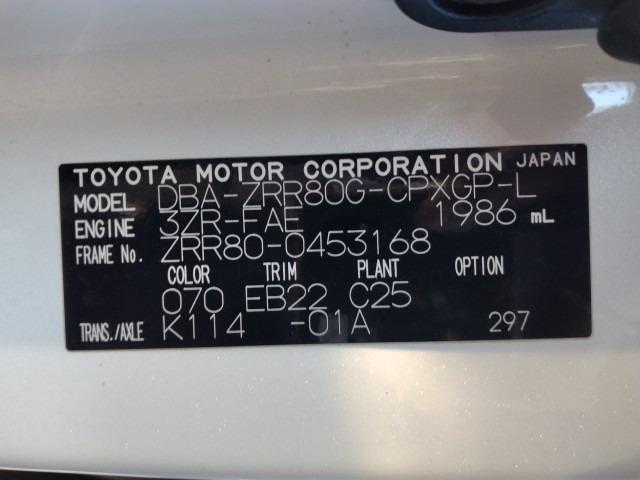 TOYOTA MOTOR CORPORATION JAPAN
MODEL DBA-ZRR80G-CPXGP-L
ENGINE 3ZR-FAE 1986 mL
FRAME No. ZRR80-0453168
COLOR TRIM PLANT OPTION
070 EB22 C25
TRANS./AXLE K114 -01A 297